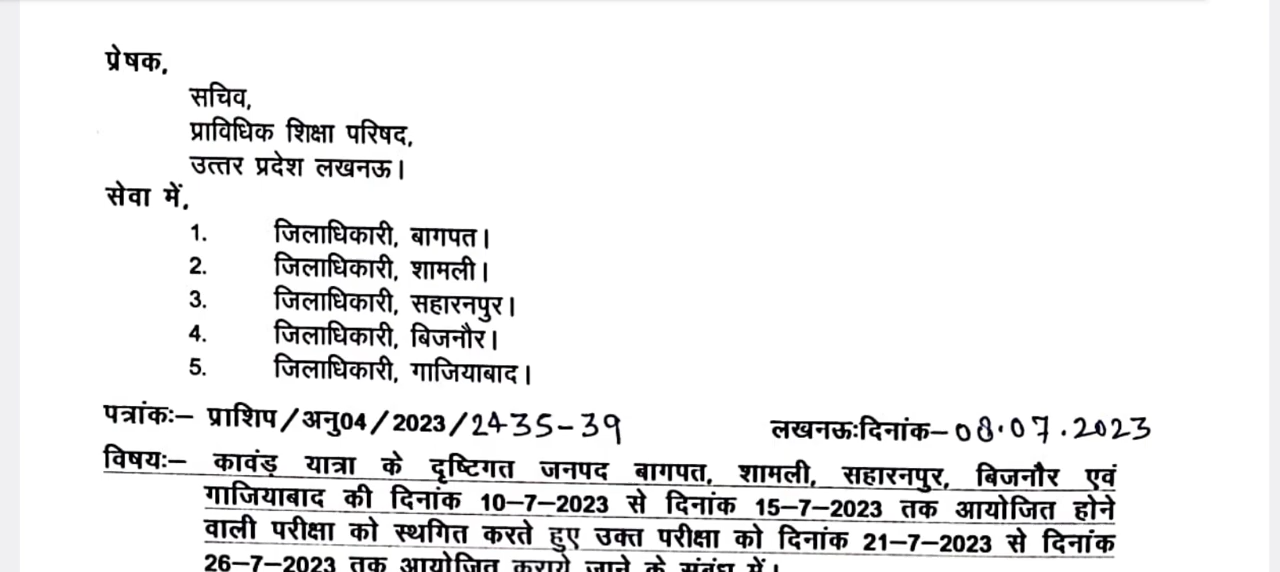 प्रेषक,
सचिव,
प्राविधिक शिक्षा परिषद,
उत्तर प्रदेश लखनऊ।
सेवा में,
1. जिलाधिकारी, बागपत।
2. जिलाधिकारी, शामली।
3. जिलाधिकारी, सहारनपुर।
4. जिलाधिकारी, बिजनौर।
5. जिलाधिकारी, गाजियाबाद।
पत्रांकः– प्राशिप/अनु04/2023/2435-39 लखनऊःदिनांक–08.07.2023
विषयः– कावंड़ यात्रा के दृष्टिगत जनपद बागपत, शामली, सहारनपुर, बिजनौर एवं
गाजियाबाद की दिनांक 10–7–2023 से दिनांक 15–7–2023 तक आयोजित होने
वाली परीक्षा को स्थगित करते हुए उक्त परीक्षा को दिनांक 21–7–2023 से दिनांक
26–7–2023 तक आयोजित कराये जाने के संबंध में।